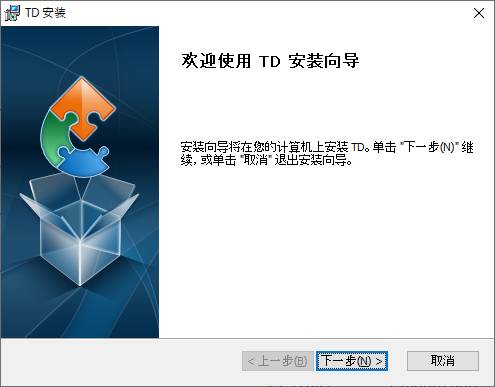 TD 安装
欢迎使用 TD 安装向导
安装向导将在您的计算机上安装 TD。单击 "下一步(N)" 继
续，或单击 "取消" 退出安装向导。
< 上一步(B) 下一步(N) > 取消